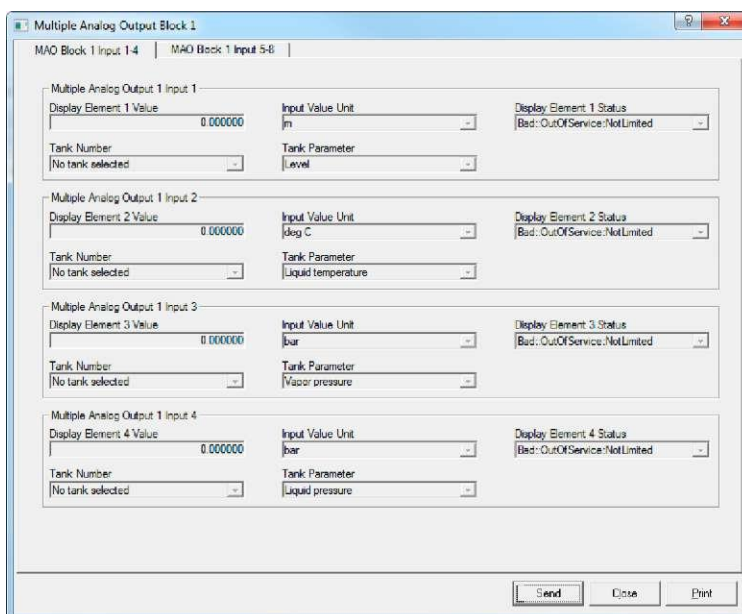 Multiple Analog Output Block 1
MAO Block 1 Input 1-4 MAO Block 1 Input 5-8
Multiple Analog Output 1 Input 1
Display Element 1 Value Input Value Unit Display Element 1 Status
0.000000 m Bad::OutOfService:NotLimited
Tank Number Tank Parameter
No tank selected Level
Multiple Analog Output 1 Input 2
Display Element 2 Value Input Value Unit Display Element 2 Status
0.000000 deg C Bad::OutOfService:NotLimited
Tank Number Tank Parameter
No tank selected Liquid temperature
Multiple Analog Output 1 Input 3
Display Element 3 Value Input Value Unit Display Element 3 Status
0.000000 bar Bad::OutOfService:NotLimited
Tank Number Tank Parameter
No tank selected Vapor pressure
Multiple Analog Output 1 Input 4
Display Element 4 Value Input Value Unit Display Element 4 Status
0.000000 bar Bad::OutOfService:NotLimited
Tank Number Tank Parameter
No tank selected Liquid pressure
Send Close Print